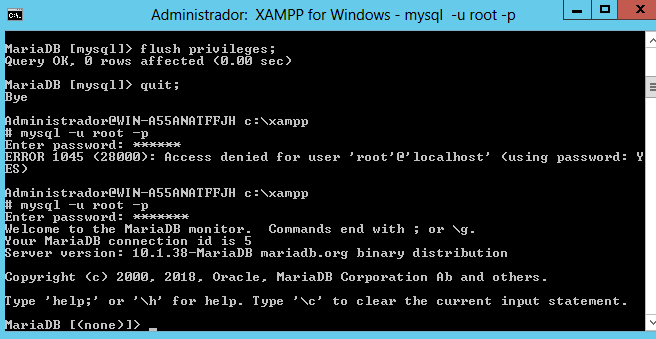 Administrador: XAMPP for Windows - mysql -u root -p
MariaDB [mysql]> flush privileges;
Query OK, 0 rows affected (0.00 sec)
MariaDB [mysql]> quit;
Bye
Administrador@WIN-A55ANATFFJH c:\xampp
# mysql -u root -p
Enter password: ******
ERROR 1045 (28000): Access denied for user 'root'@'localhost' (using password: Y
ES)
Administrador@WIN-A55ANATFFJH c:\xampp
# mysql -u root -p
Enter password: *******
Welcome to the MariaDB monitor.  Commands end with ; or \g.
Your MariaDB connection id is 5
Server version: 10.1.38-MariaDB mariadb.org binary distribution
Copyright (c) 2000, 2018, Oracle, MariaDB Corporation Ab and others.
Type 'help;' or '\h' for help. Type '\c' to clear the current input statement.
MariaDB [(none)]> _